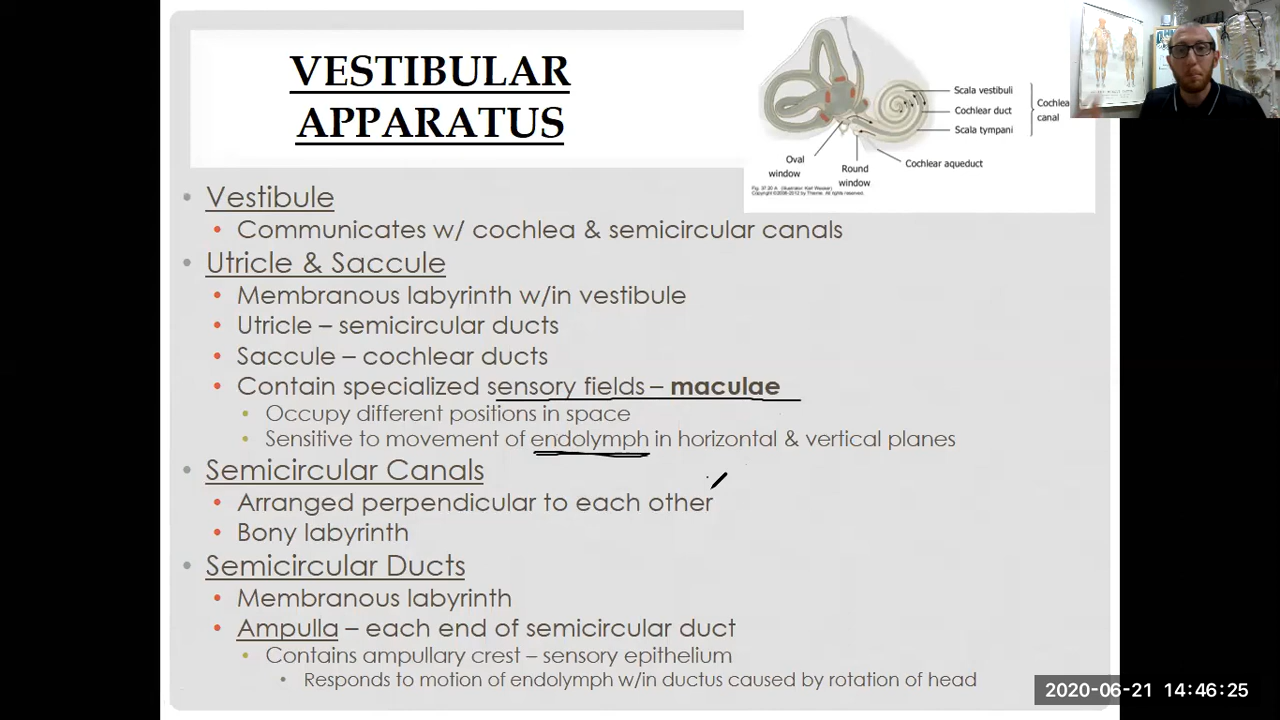 VESTIBULAR
APPARATUS
Scala vestibuli
Cochlear duct
Scala tympani
Cochlea
canal
Oval
window
Round
window
Cochlear aqueduct
• Vestibule
• Communicates w/ cochlea & semicircular canals
• Utricle & Saccule
• Membranous labyrinth w/in vestibule
• Utricle – semicircular ducts
• Saccule – cochlear ducts
• Contain specialized sensory fields – maculae
• Occupy different positions in space
• Sensitive to movement of endolymph in horizontal & vertical planes
• Semicircular Canals
• Arranged perpendicular to each other
• Bony labyrinth
• Semicircular Ducts
• Membranous labyrinth
• Ampulla – each end of semicircular duct
• Contains ampullary crest – sensory epithelium
• Responds to motion of endolymph w/in ductus caused by rotation of head
2020-06-21 14:46:25